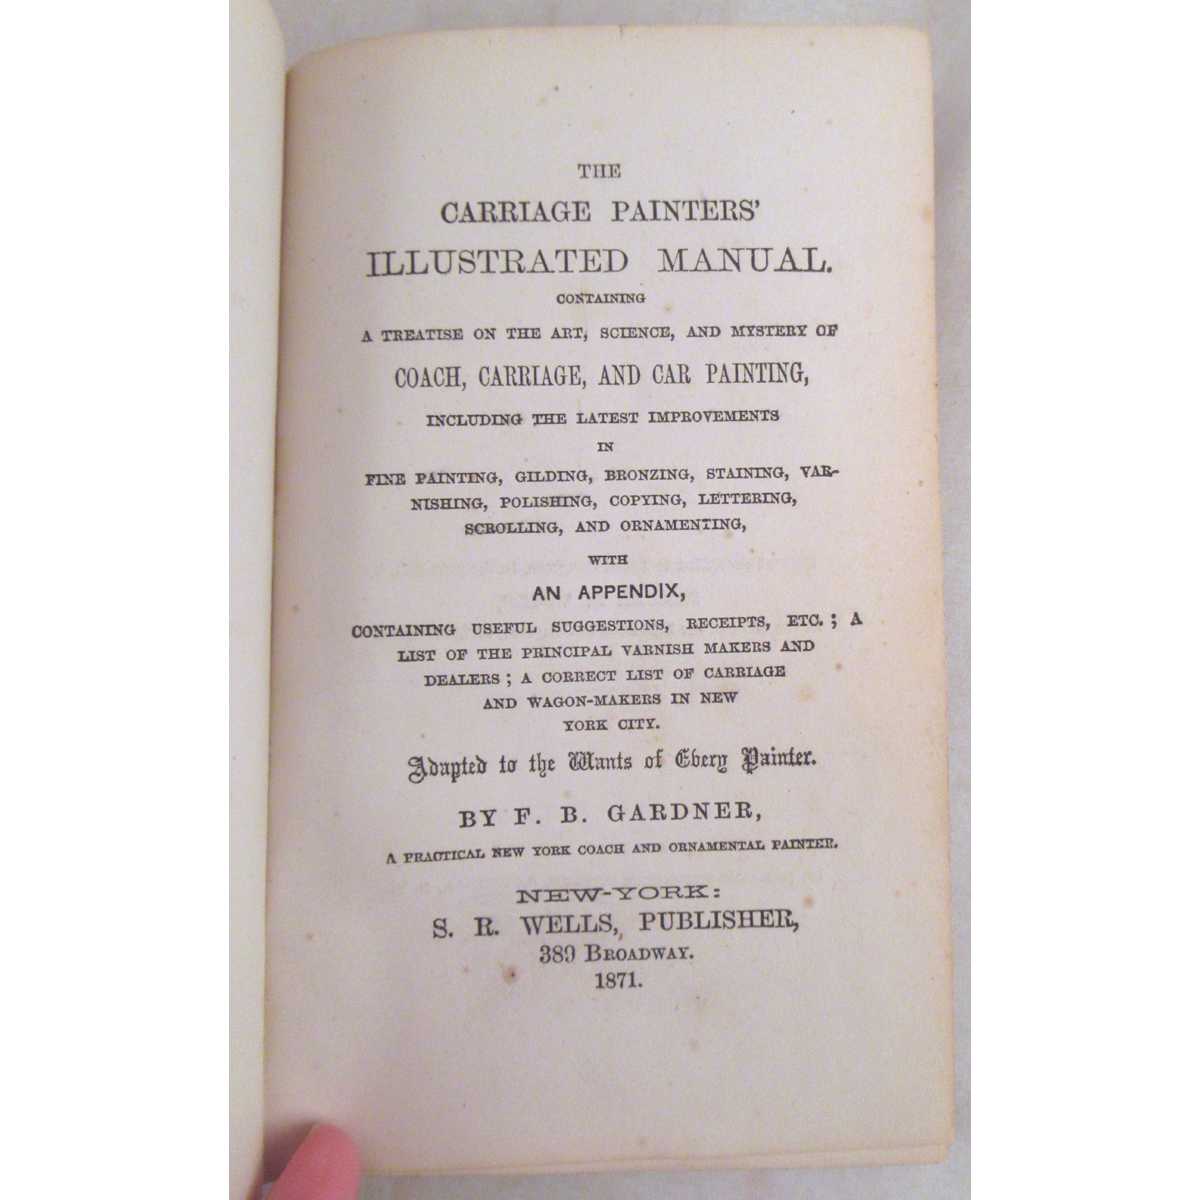 THE
CARRIAGE PAINTERS'
ILLUSTRATED MANUAL.
CONTAINING
A TREATISE ON THE ART, SCIENCE, AND MYSTERY OF
COACH, CARRIAGE, AND CAR PAINTING,
INCLUDING THE LATEST IMPROVEMENTS
IN
FINE PAINTING, GILDING, BRONZING, STAINING, VAR-
NISHING, POLISHING, COPYING, LETTERING,
SCROLLING, AND ORNAMENTING,
WITH
AN APPENDIX,
CONTAINING USEFUL SUGGESTIONS, RECEIPTS, ETC.; A
LIST OF THE PRINCIPAL VARNISH MAKERS AND
DEALERS; A CORRECT LIST OF CARRIAGE
AND WAGON-MAKERS IN NEW
YORK CITY.
Adapted to the Wants of Every Painter.
BY F. B. GARDNER,
A PRACTICAL NEW YORK COACH AND ORNAMENTAL PAINTER.
NEW-YORK:
S. R. WELLS, PUBLISHER,
389 BROADWAY.
1871.